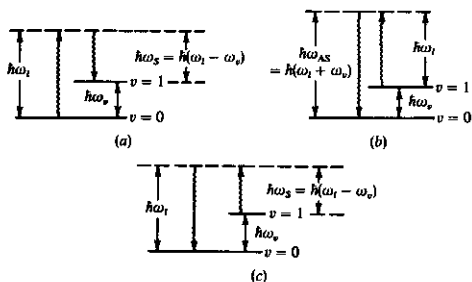 ħω_l
ħω_S = ħ(ω_l − ω_v)
v = 1
ħω_v
v = 0
(a)
ħω_AS
= ħ(ω_l + ω_v)
ħω_l
v = 1
ħω_v
v = 0
(b)
ħω_l
ħω_S = ħ(ω_l − ω_v)
v = 1
ħω_v
v = 0
(c)